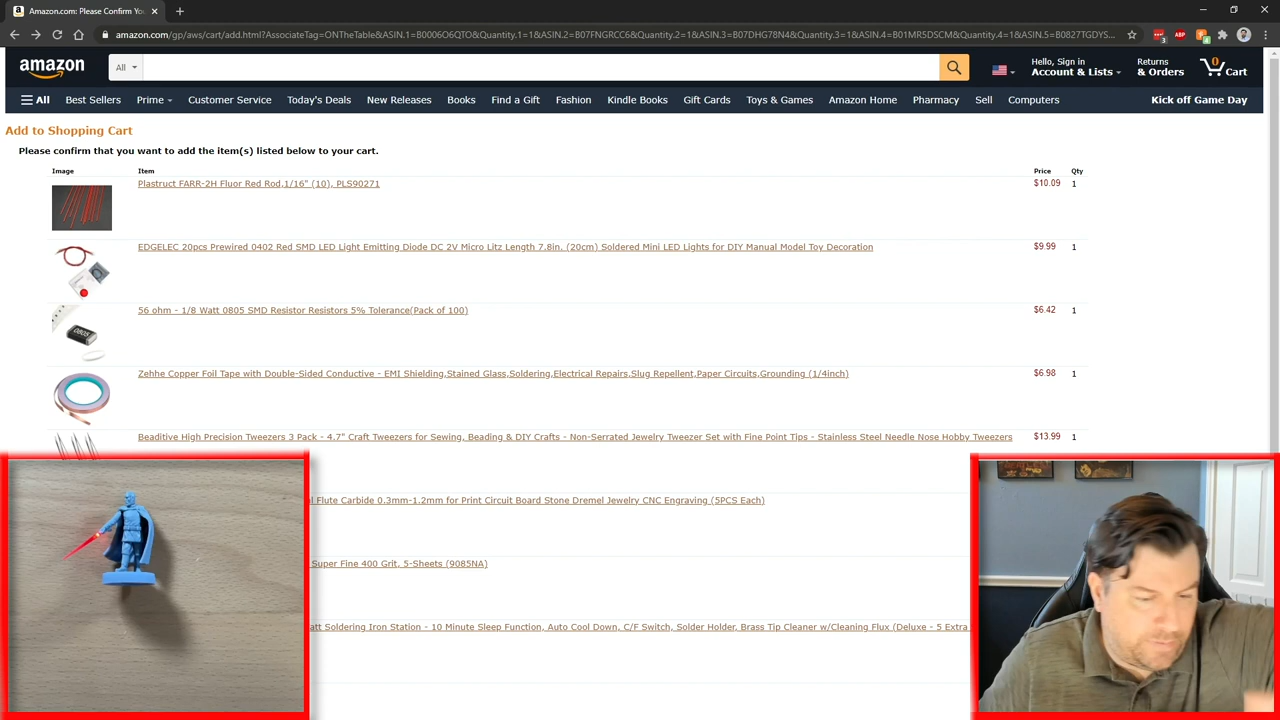 Amazon.com: Please Confirm You
amazon.com/gp/aws/cart/add.html?AssociateTag=ONTheTable&ASIN.1=B0006O6QTO&Quantity.1=1&ASIN.2=B07FNGRCC6&Quantity.2=1&ASIN.3=B07DHG78N4&Quantity.3=1&ASIN.4=B01MR5DSCM&Quantity.4=1&ASIN.5=B0827TGDYS...
amazon
All
Hello, Sign in
Account & Lists
Returns
& Orders
0
Cart
All Best Sellers Prime Customer Service Today's Deals New Releases Books Find a Gift Fashion Kindle Books Gift Cards Toys & Games Amazon Home Pharmacy Sell Computers Kick off Game Day
Add to Shopping Cart
Please confirm that you want to add the item(s) listed below to your cart.
Image Item Price Qty
Plastruct FARR-2H Fluor Red Rod,1/16" (10), PLS90271 $10.09 1
EDGELEC 20pcs Prewired 0402 Red SMD LED Light Emitting Diode DC 2V Micro Litz Length 7.8in. (20cm) Soldered Mini LED Lights for DIY Manual Model Toy Decoration $9.99 1
56 ohm - 1/8 Watt 0805 SMD Resistor Resistors 5% Tolerance(Pack of 100) $6.42 1
0805
Zehhe Copper Foil Tape with Double-Sided Conductive - EMI Shielding,Stained Glass,Soldering,Electrical Repairs,Slug Repellent,Paper Circuits,Grounding (1/4inch) $6.98 1
Beaditive High Precision Tweezers 3 Pack - 4.7" Craft Tweezers for Sewing, Beading & DIY Crafts - Non-Serrated Jewelry Tweezer Set with Fine Point Tips - Stainless Steel Needle Nose Hobby Tweezers $13.99 1
Flute Carbide 0.3mm-1.2mm for Print Circuit Board Stone Dremel Jewelry CNC Engraving (5PCS Each)
Super Fine 400 Grit, 5-Sheets (9085NA)
Soldering Iron Station - 10 Minute Sleep Function, Auto Cool Down, C/F Switch, Solder Holder, Brass Tip Cleaner w/Cleaning Flux (Deluxe - 5 Extra